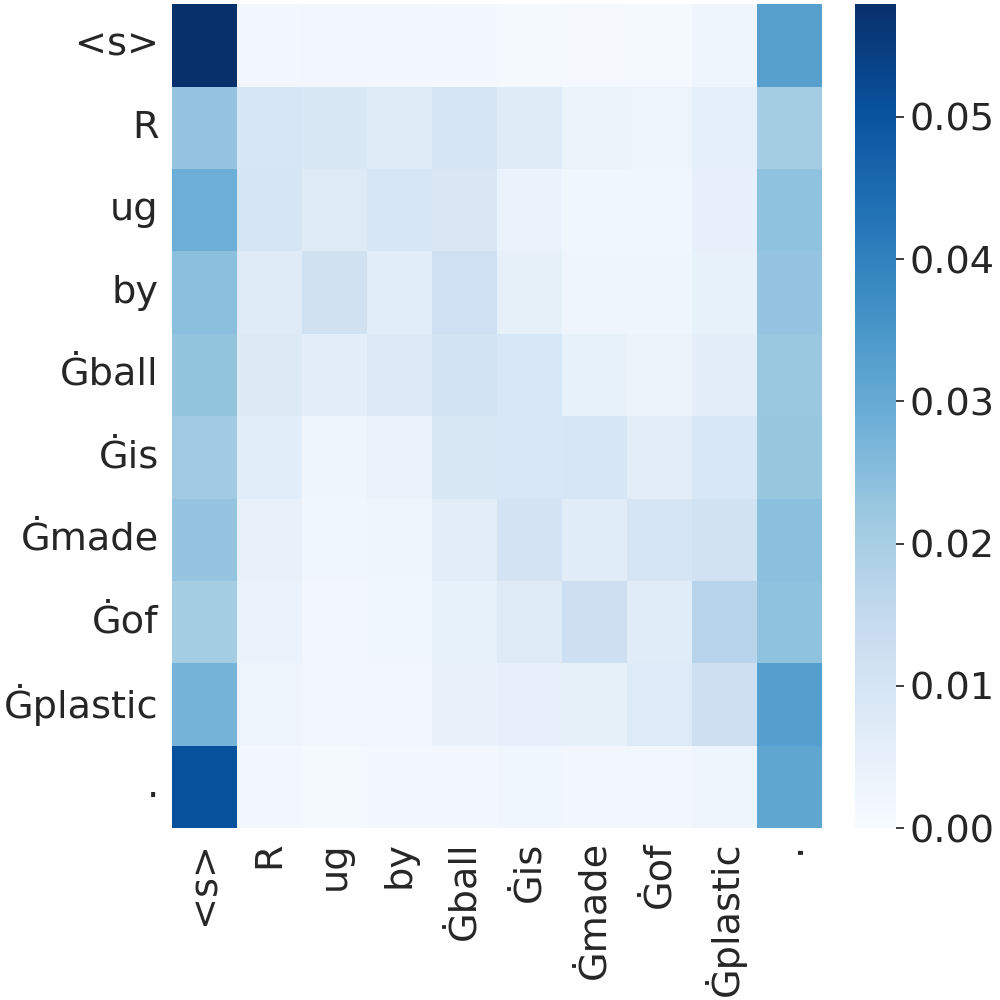 <s>
R
ug
by
Ġball
Ġis
Ġmade
Ġof
Ġplastic
.
<s>
R
ug
by
Ġball
Ġis
Ġmade
Ġof
Ġplastic
.
0.05
0.04
0.03
0.02
0.01
0.00